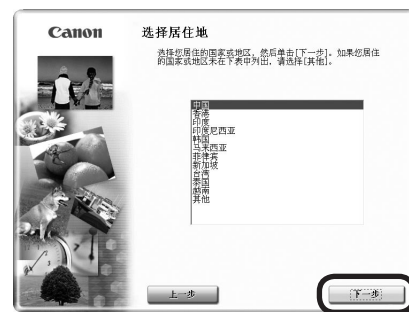 Canon
选择居住地
选择您居住的国家或地区，然后单击[下一步]。如果您居住
的国家或地区未在下表中列出，请选择[其他]。
中国
香港
印度
印度尼西亚
韩国
马来西亚
菲律宾
新加坡
台湾
泰国
越南
其他
上一步
下一步